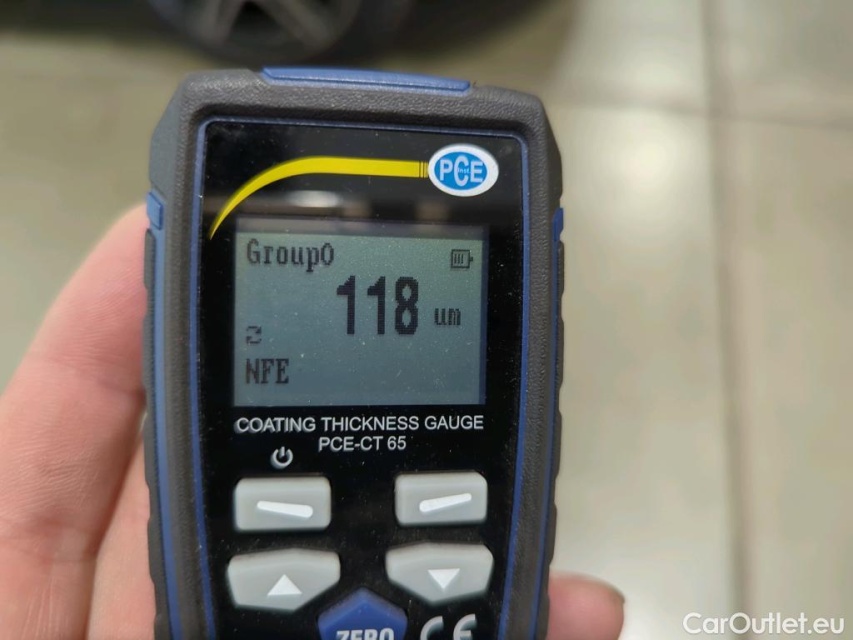 PCE
Group0
118 um
NFE
COATING THICKNESS GAUGE
PCE-CT 65
ZERO
CE
CarOutlet.eu